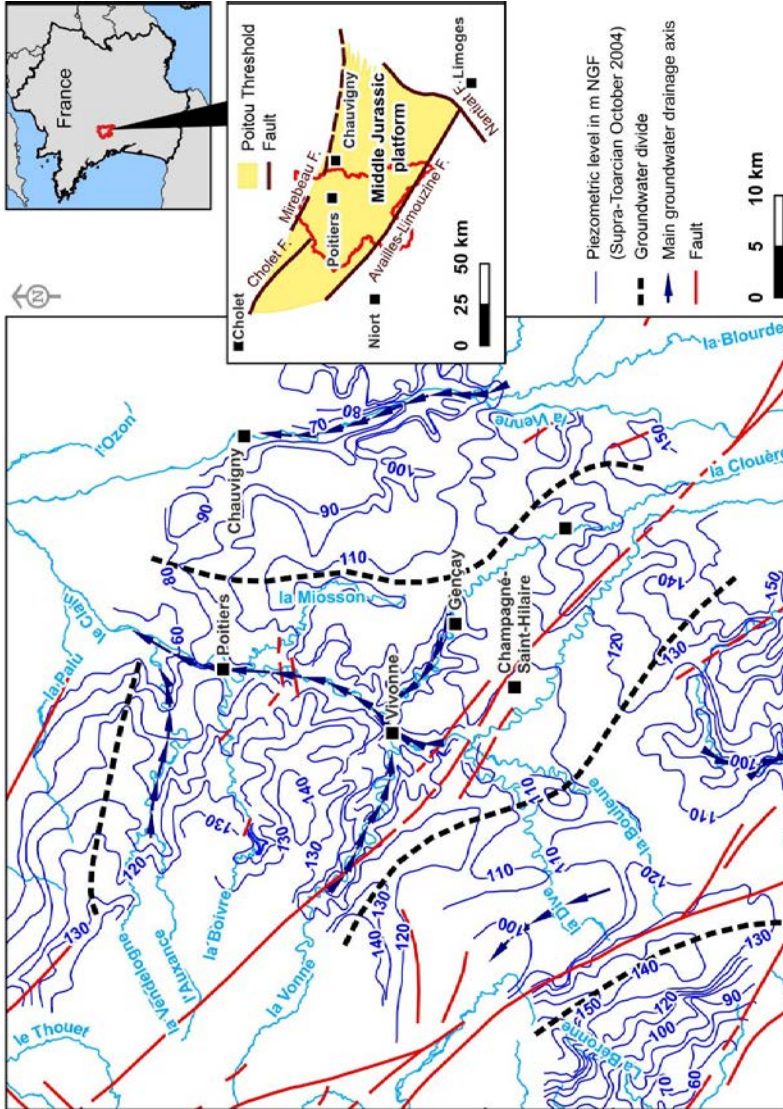 France
Poitou Threshold
Fault
Cholet
Cholet F.
Mirebeau F.
Chauvigny
Poitiers
Middle Jurassic
platform
Availles-Limouzine F.
Nantiat F.
Limoges
Niort
0 25 50 km
N
Piezometric level in m NGF
(Supra-Toarcian October 2004)
Groundwater divide
Main groundwater drainage axis
Fault
0 5 10 km
le Thouet
130
la Vendelogne
l'Auxance
120
la Palu
le Clain
60
80
l'Ozon
90
Chauvigny
70
80
100
90
110
Poitiers
la Boivre
130
130
140
130
la Vonne
la Miosson
Vivonne
Gençay
la Vienne
la Blourde
150
la Clouère
Champagné-
Saint-Hilaire
140
130
120
110
110
170
la Dive
100
120
la Bouleure
120
140
130
150
100
110
140
130
150
120
100
90
70
60
La Béronne